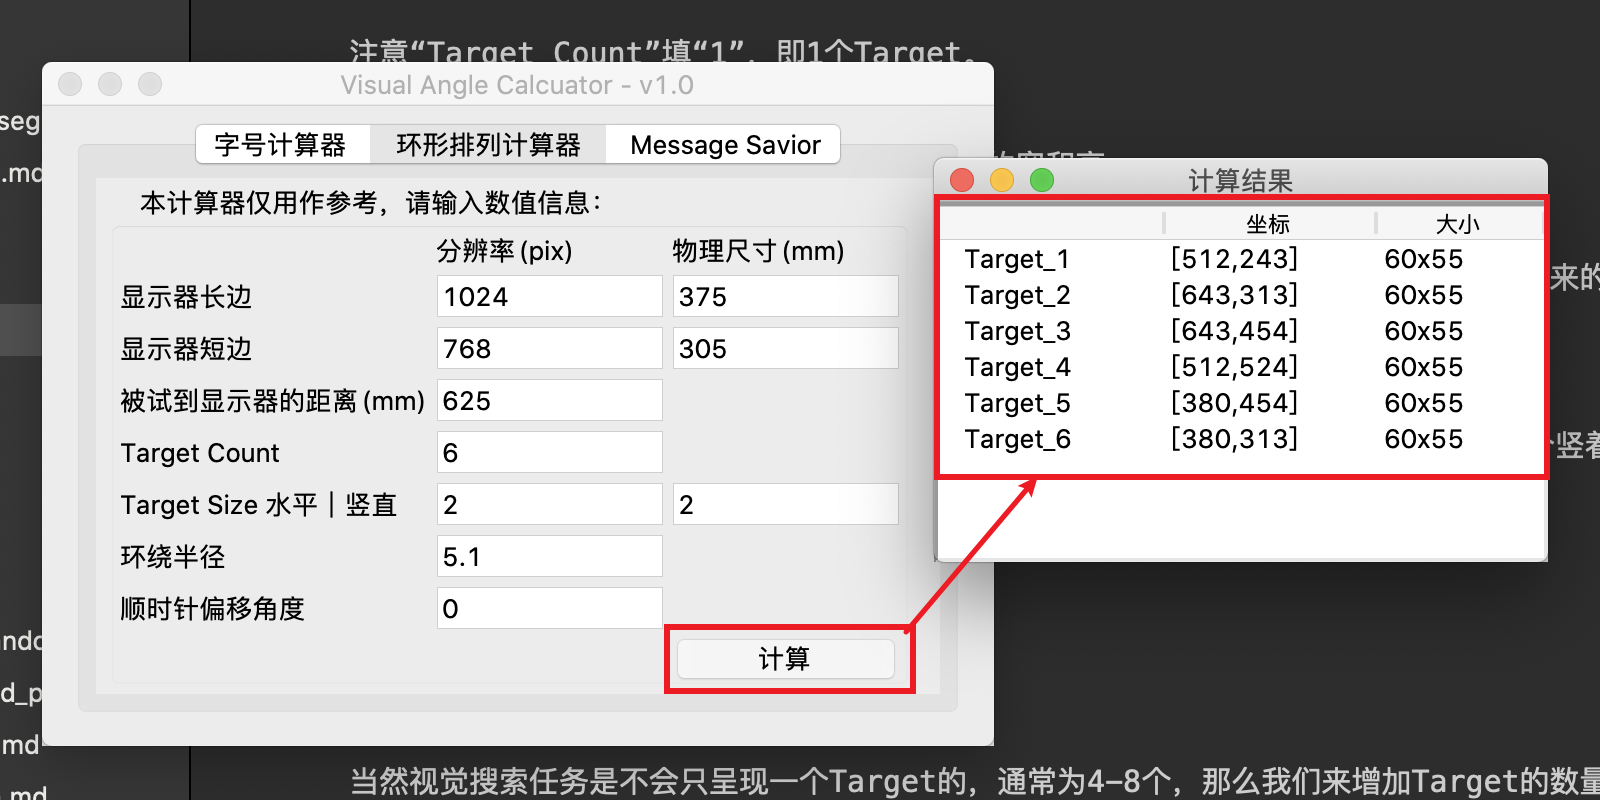 注意“Target Count”填“1”，即1个Target。
Visual Angle Calcuator - v1.0
字号计算器 环形排列计算器 Message Savior
本计算器仅用作参考，请输入数值信息：
分辨率(pix) 物理尺寸(mm)
显示器长边 1024 375
显示器短边 768 305
被试到显示器的距离(mm) 625
Target Count 6
Target Size 水平｜竖直 2 2
环绕半径 5.1
顺时针偏移角度 0
计算
计算结果
坐标 大小
Target_1 [512,243] 60x55
Target_2 [643,313] 60x55
Target_3 [643,454] 60x55
Target_4 [512,524] 60x55
Target_5 [380,454] 60x55
Target_6 [380,313] 60x55
来的
竖着
seg
.md
d_p
md
.md
当然视觉搜索任务是不会只呈现一个Target的，通常为4-8个，那么我们来增加Target的数量